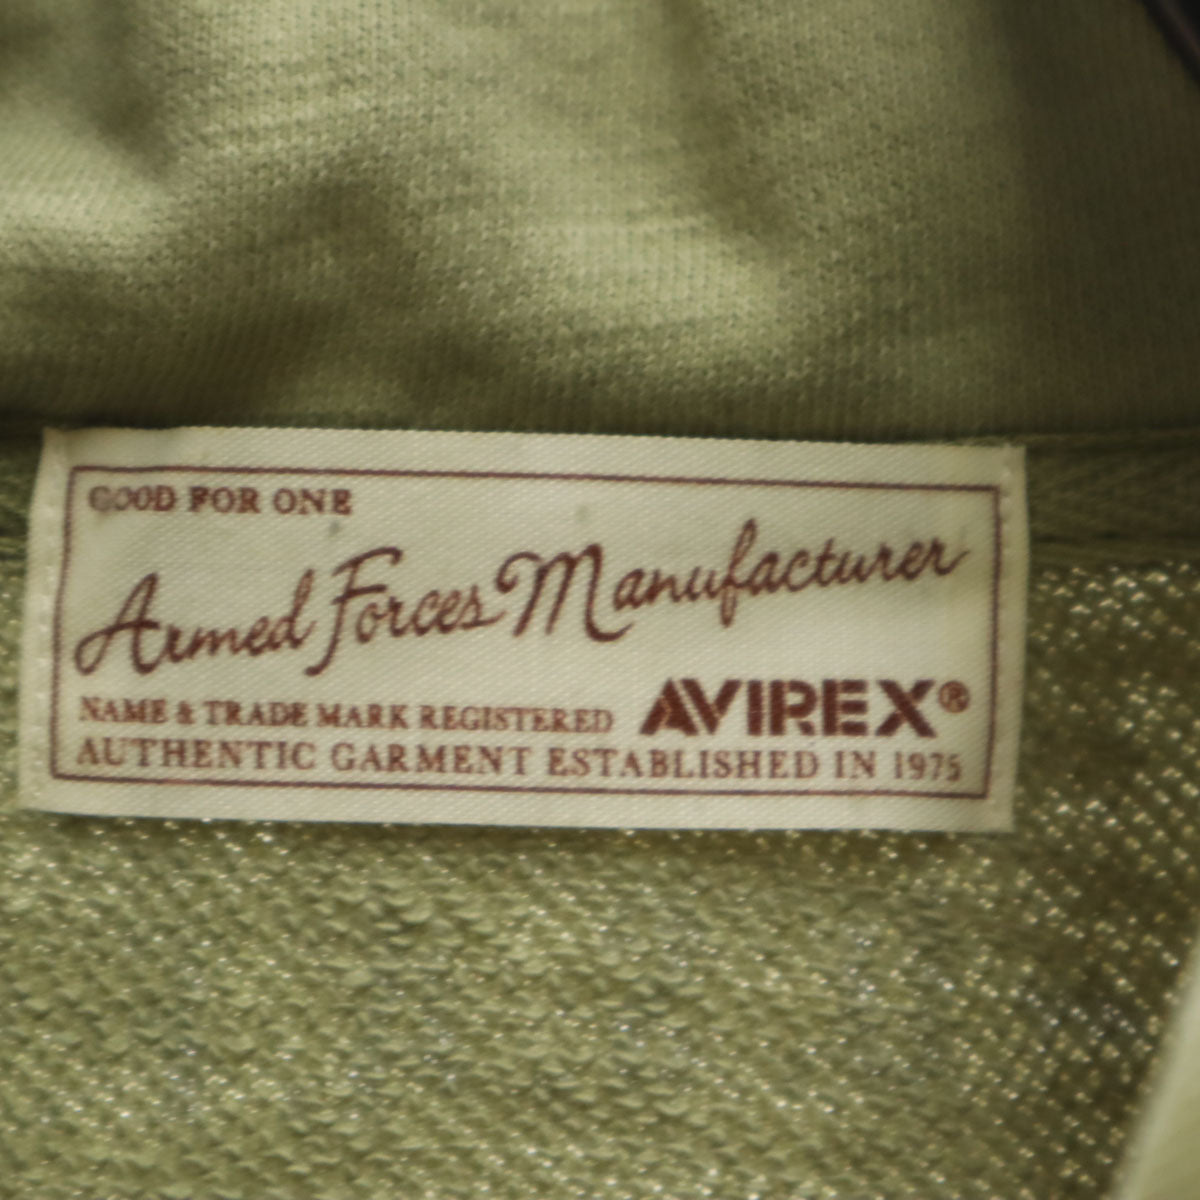 GOOD FOR ONE
Armed Forces Manufacturer
NAME & TRADE MARK REGISTERED AVIREX®
AUTHENTIC GARMENT ESTABLISHED IN 1975